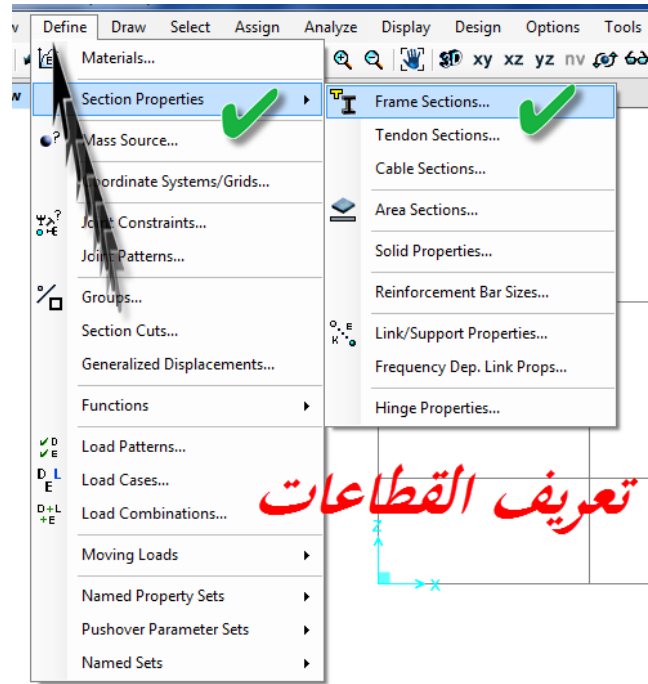 Define Draw Select Assign Analyze Display Design Options Tools
xy xz yz nv
Materials...
Section Properties
Frame Sections...
Mass Source...
Tendon Sections...
Coordinate Systems/Grids...
Cable Sections...
Joint Constraints...
Area Sections...
Joint Patterns...
Solid Properties...
Groups...
Reinforcement Bar Sizes...
Section Cuts...
Link/Support Properties...
Generalized Displacements...
Frequency Dep. Link Props...
Functions
Hinge Properties...
Load Patterns...
Load Cases...
Load Combinations...
تعريف القطاعات
Moving Loads
Z
X
Named Property Sets
Pushover Parameter Sets
Named Sets